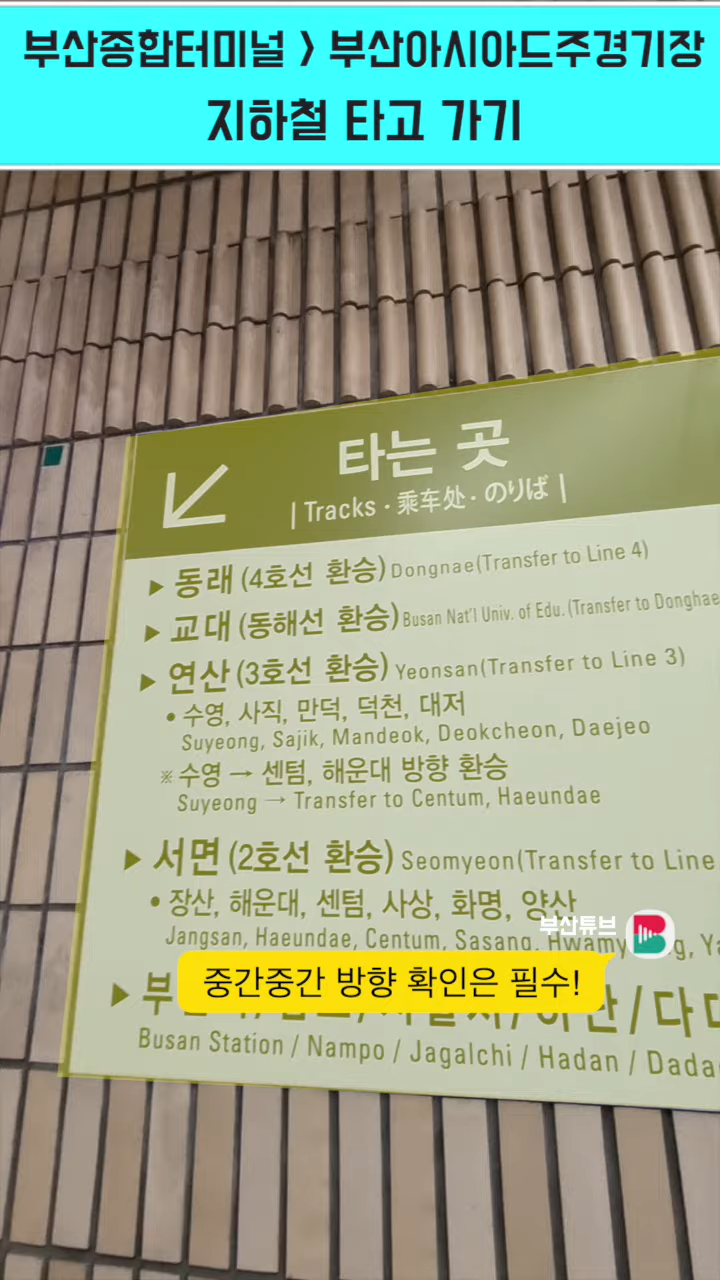 부산종합터미널 > 부산아시아드주경기장
지하철 타고 가기
타는 곳
| Tracks · 乘车处 · のりば |
▶ 동래 (4호선 환승) Dongnae(Transfer to Line 4)
▶ 교대 (동해선 환승) Busan Nat'l Univ. of Edu. (Transfer to Donghae
▶ 연산 (3호선 환승) Yeonsan(Transfer to Line 3)
• 수영, 사직, 만덕, 덕천, 대저
Suyeong, Sajik, Mandeok, Deokcheon, Daejeo
※ 수영 → 센텀, 해운대 방향 환승
Suyeong → Transfer to Centum, Haeundae
▶ 서면 (2호선 환승) Seomyeon(Transfer to Line
• 장산, 해운대, 센텀, 사상, 화명, 양산
Jangsan, Haeundae, Centum, Sasang,
부산튜브
중간중간 방향 확인은 필수!
Busan Station / Nampo / Jagalchi / Hadan / Dada